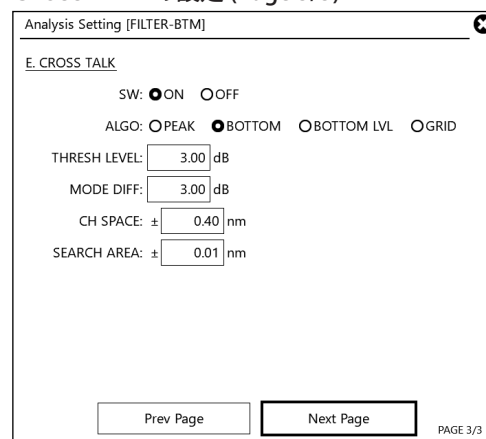 Analysis Setting [FILTER-BTM]
E. CROSS TALK
SW: ON OFF
ALGO: PEAK BOTTOM BOTTOM LVL GRID
THRESH LEVEL: 3.00 dB
MODE DIFF: 3.00 dB
CH SPACE: ± 0.40 nm
SEARCH AREA: ± 0.01 nm
Prev Page Next Page PAGE 3/3